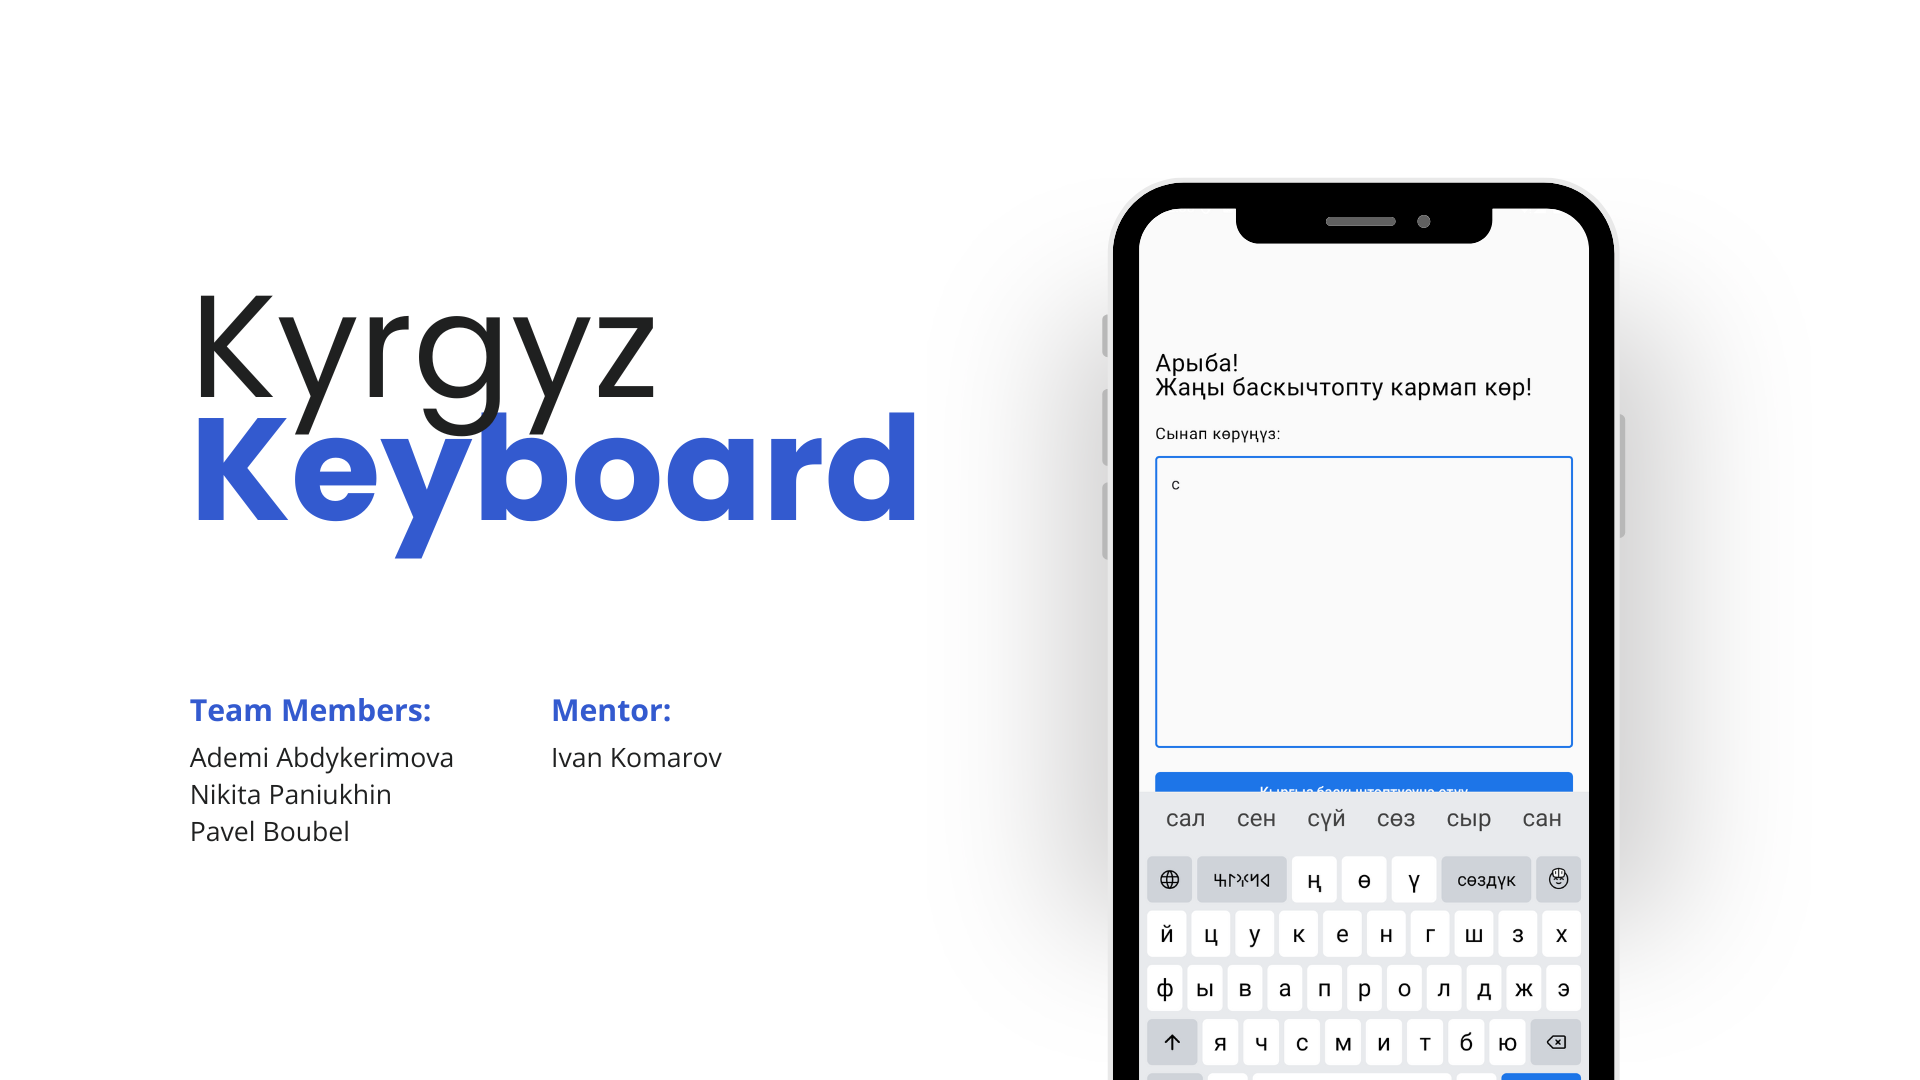 Kyrgyz
Keyboard
Team Members:
Ademi Abdykerimova
Nikita Paniukhin
Pavel Boubel
Mentor:
Ivan Komarov
Арыба!
Жаңы баскычтопту кармап көр!
Сынап көрүңүз:
с
сал сен сүй сөз сыр сан
ң ө ү сөздүк
й ц у к е н г ш з х
ф ы в а п р о л д ж э
я ч с м и т б ю